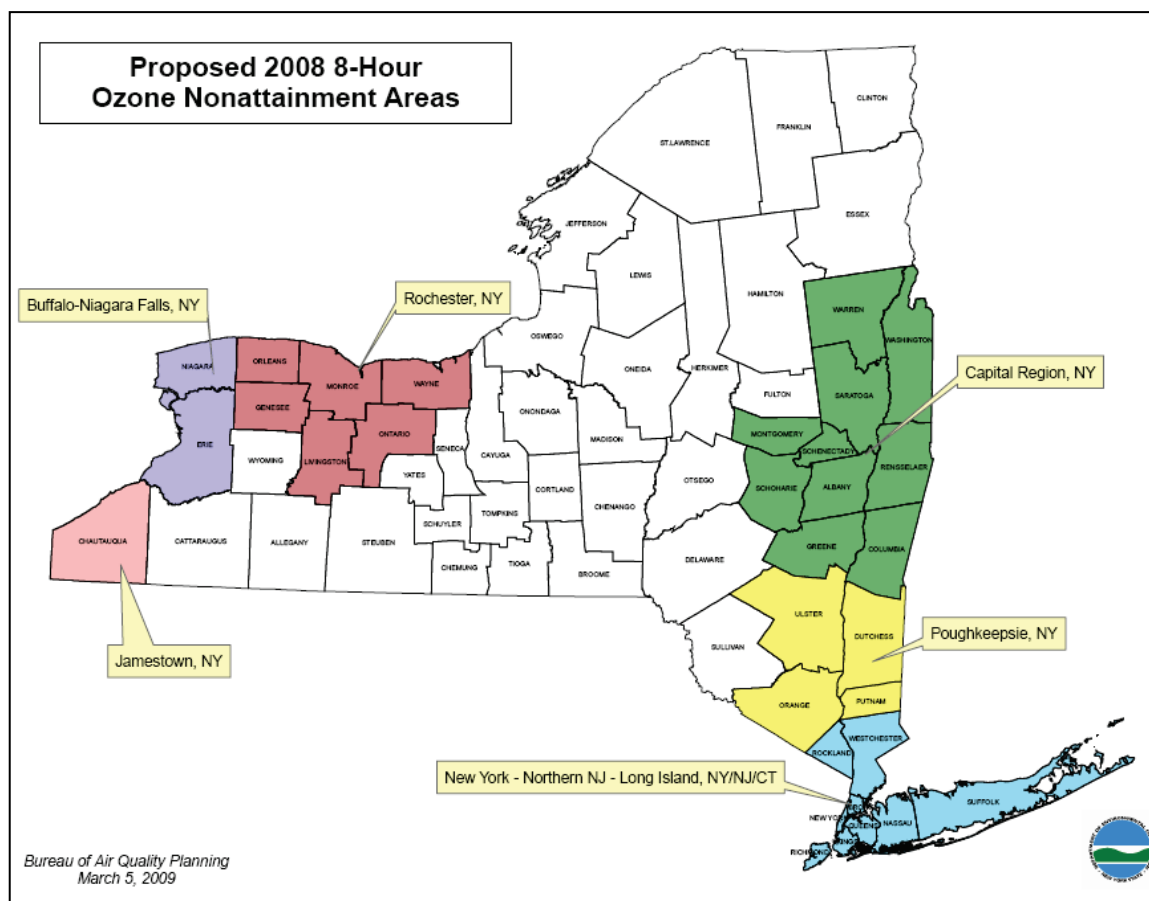 Proposed 2008 8-Hour
Ozone Nonattainment Areas
CLINTON
FRANKLIN
ST.LAWRENCE
ESSEX
JEFFERSON
LEWIS
HAMILTON
Buffalo-Niagara Falls, NY
Rochester, NY
WARREN
WASHINGTON
OSWEGO
ONEIDA
HERKIMER
NIAGARA
ORLEANS
MONROE
WAYNE
Capital Region, NY
FULTON
SARATOGA
GENESEE
ONONDAGA
MADISON
MONTGOMERY
SCHENECTADY
ONTARIO
SENECA
CAYUGA
ERIE
WYOMING
LIVINGSTON
YATES
CORTLAND
OTSEGO
SCHOHARIE
ALBANY
RENSSELAER
CHENANGO
TOMPKINS
SCHUYLER
CHAUTAUQUA
CATTARAUGUS
ALLEGANY
STEUBEN
CHEMUNG
TIOGA
BROOME
DELAWARE
GREENE
COLUMBIA
ULSTER
DUTCHESS
Poughkeepsie, NY
SULLIVAN
Jamestown, NY
ORANGE
PUTNAM
ROCKLAND
WESTCHESTER
New York - Northern NJ - Long Island, NY/NJ/CT
SUFFOLK
NEW YORK
QUEENS
NASSAU
RICHMOND
Bureau of Air Quality Planning
March 5, 2009